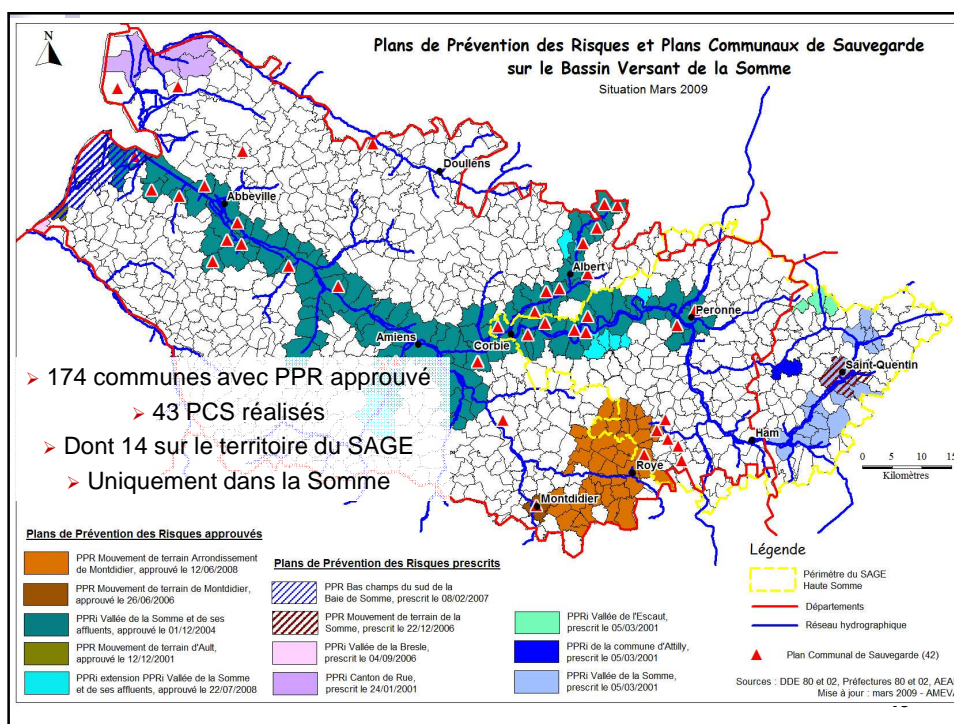 N
Plans de Prévention des Risques et Plans Communaux de Sauvegarde
sur le Bassin Versant de la Somme
Situation Mars 2009
Doullens
Abbeville
Albert
Peronne
Amiens
Corbie
Saint-Quentin
Ham
Roye
Montdidier
➢ 174 communes avec PPR approuvé
➢ 43 PCS réalisés
➢ Dont 14 sur le territoire du SAGE
➢ Uniquement dans la Somme
0 5 10 15
Kilomètres
Plans de Prévention des Risques approuvés
PPR Mouvement de terrain Arrondissement
de Montdidier, approuvé le 12/06/2008
PPR Mouvement de terrain de Montdidier,
approuvé le 26/06/2006
PPRi Vallée de la Somme et de ses
affluents, approuvé le 01/12/2004
PPR Mouvement de terrain d'Ault,
approuvé le 12/12/2001
PPRi extension PPRi Vallée de la Somme
et de ses affluents, approuvé le 22/07/2008
Plans de Prévention des Risques prescrits
PPR Bas champs du sud de la
Baie de Somme, prescrit le 08/02/2007
PPR Mouvement de terrain de la
Somme, prescrit le 22/12/2006
PPRi Vallée de la Bresle,
prescrit le 04/09/2006
PPRi Canton de Rue,
prescrit le 24/01/2001
PPRi Vallée de l'Escaut,
prescrit le 05/03/2001
PPRi de la commune d'Attilly,
prescrit le 05/03/2001
PPRi Vallée de la Somme,
prescrit le 05/03/2001
Légende
Périmètre du SAGE
Haute Somme
Départements
Réseau hydrographique
Plan Communal de Sauvegarde (42)
Sources : DDE 80 et 02, Préfectures 80 et 02, AEAP
Mise à jour : mars 2009 - AMEVA